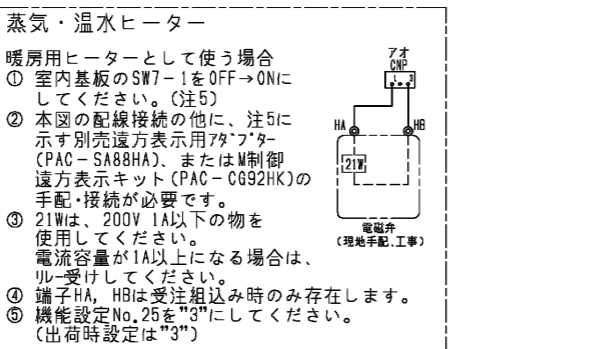 蒸気・温水ヒーター
暖房用ヒーターとして使う場合
① 室内基板のSW7-1をOFF→ONに
してください。(注5)
② 本図の配線接続の他に、注5に
示す別売遠方表示用ｱﾀﾞﾌﾟﾀｰ
(PAC-SA88HA)、またはM制御
遠方表示キット(PAC-CG92HK)の
手配・接続が必要です。
③ 21Wは、200V 1A以下の物を
使用してください。
電流容量が1A以上になる場合は、
ﾘﾚｰ受けしてください。
④ 端子HA, HBは受注組込み時のみ存在します。
⑤ 機能設定No.25を"3"にしてください。
(出荷時設定は"3")
アオ
CNP
1 3
HA HB
21W
電磁弁
(現地手配,工事)